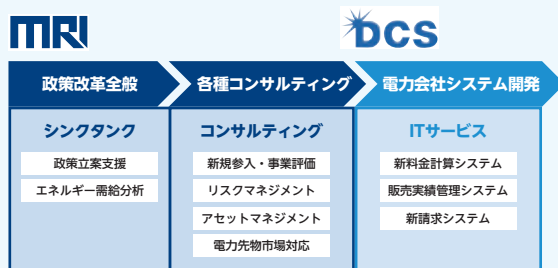 MRI
DCS
政策改革全般
各種コンサルティング
電力会社システム開発
シンクタンク
政策立案支援
エネルギー需給分析
コンサルティング
新規参入・事業評価
リスクマネジメント
アセットマネジメント
電力先物市場対応
ITサービス
新料金計算システム
販売実績管理システム
新請求システム